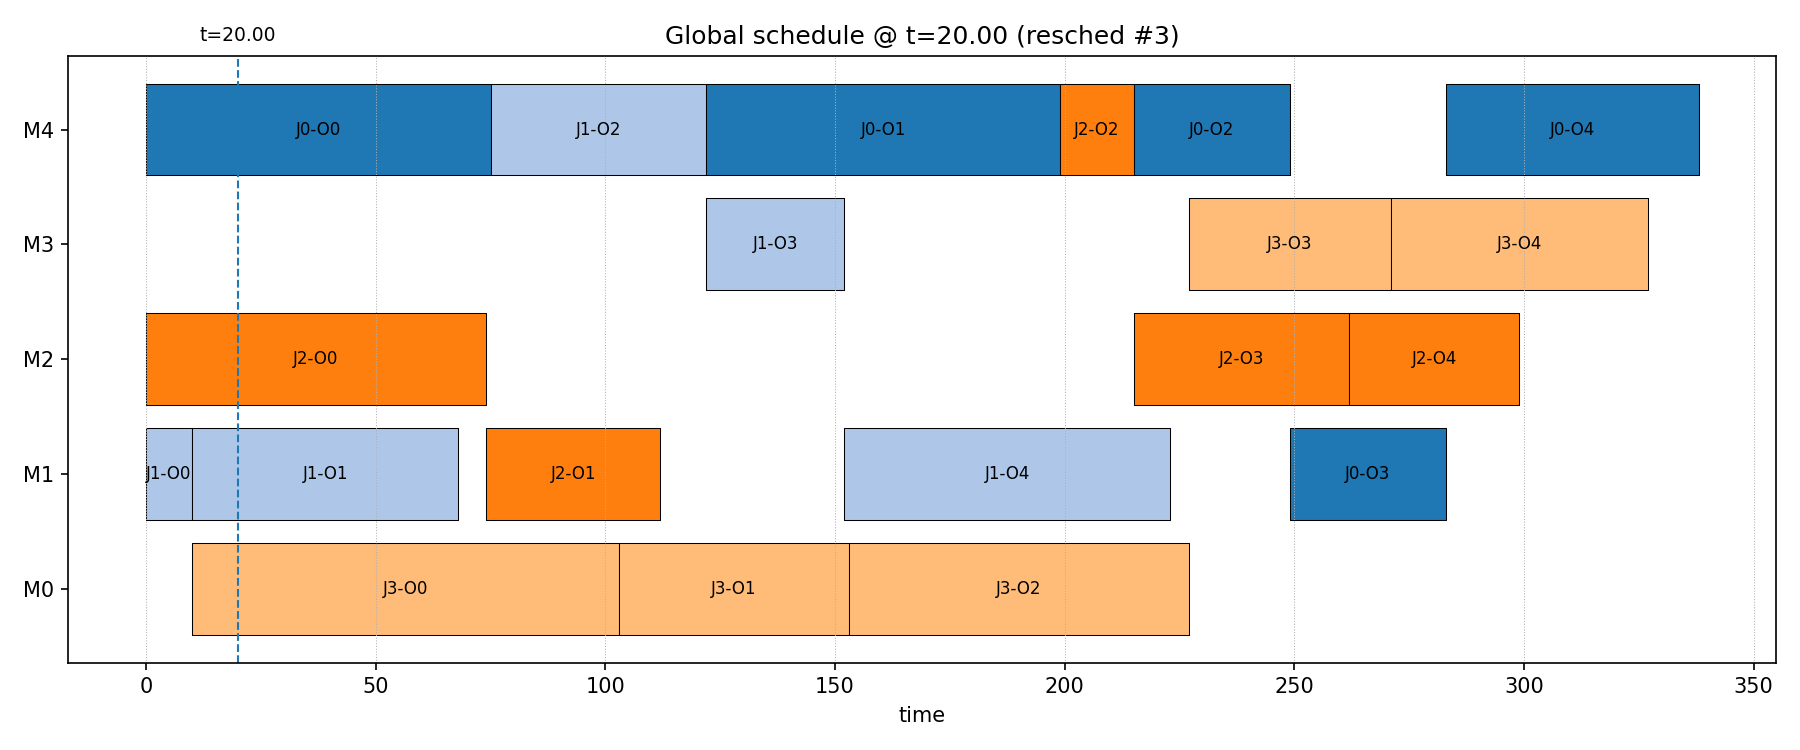 t=20.00
Global schedule @ t=20.00 (resched #3)
M4
J0-O0
J1-O2
J0-O1
J2-O2
J0-O2
J0-O4
M3
J1-O3
J3-O3
J3-O4
M2
J2-O0
J2-O3
J2-O4
M1
J1-O0
J1-O1
J2-O1
J1-O4
J0-O3
M0
J3-O0
J3-O1
J3-O2
0
50
100
150
200
250
300
350
time